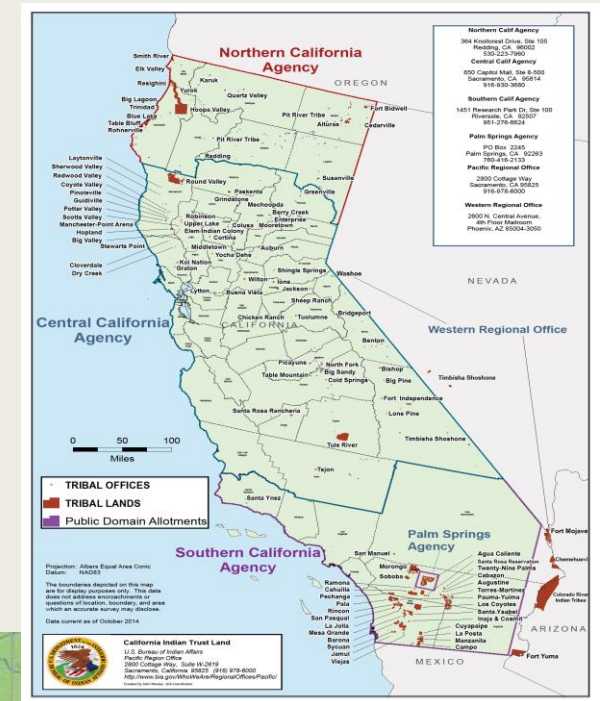 Northern California
Agency
OREGON
Northern Calif Agency
364 Knollcrest Drive, Ste 105
Redding, CA 96002
530-223-7960
Central Calif Agency
650 Capitol Mall, Ste 8-500
Sacramento, CA 95814
916-930-3680
Southern Calif Agency
1451 Research Park Dr, Ste 100
Riverside, CA 92507
951-276-6624
Palm Springs Agency
PO Box 2245
Palm Springs, CA 92263
760-416-2133
Pacific Regional Office
2800 Cottage Way
Sacramento, CA 95825
916-978-6000
Western Regional Office
2600 N. Central Avenue,
4th Floor Mailroom
Phoenix, AZ 85004-3050
Smith River
Elk Valley
Resighini
Karuk
Yurok
Quartz Valley
Big Lagoon
Trinidad
Blue Lake
Table Bluff
Rohnerville
Hoopa Valley
Pit River Tribe
Alturas
Fort Bidwell
Cedarville
Pit River Tribe
Redding
Susanville
Laytonville
Sherwood Valley
Redwood Valley
Coyote Valley
Pinoleville
Guidiville
Potter Valley
Scotts Valley
Manchester-Point Arena
Hopland
Big Valley
Stewarts Point
Cloverdale
Dry Creek
Round Valley
Paskenta
Grindstone
Greenville
Mechoopda
Berry Creek
Enterprise
Mooretown
Robinson
Upper Lake
Elem Indian Colony
Colusa
Cortina
Middletown
Auburn
Yocha Dehe
Koi Nation
Graton
Lytton
Wilton
Shingle Springs
Ione
Jackson
Buena Vista
Washoe
Sheep Ranch
Chicken Ranch
Tuolumne
CALIFORNIA
NEVADA
Bridgeport
Benton
Central California
Agency
Western Regional Office
Picayune
North Fork
Table Mountain
Big Sandy
Cold Springs
Bishop
Big Pine
Timbisha Shoshone
Fort Independence
Lone Pine
Santa Rosa Rancheria
Tule River
Timbisha Shoshone
Tejon
0 50 100
Miles
TRIBAL OFFICES
TRIBAL LANDS
Public Domain Allotments
Santa Ynez
Southern California
Agency
Palm Springs
Agency
San Manuel
Morongo
Soboba
Agua Caliente
Santa Rosa Reservation
Twenty-Nine Palms
Cabazon
Augustine
Torres-Martinez
Pauma-Yuima
Los Coyotes
Santa Ysabel
Inaja & Cosmit
Fort Mojave
Chemehuevi
Colorado River
Indian Tribes
Ramona
Cahuilla
Pechanga
Pala
Rincon
San Pasqual
La Jolla
Mesa Grande
Barona
Sycuan
Jamul
Viejas
Cuyapaipe
La Posta
Manzanita
Campo
ARIZONA
MEXICO
Fort Yuma
Projection: Albers Equal Area Conic
Datum: NAD83
The boundaries depicted on this map
are for display purposes only. This data
does not address encroachments or
questions of location, boundary, and area
which an accurate survey may disclose.
Data current as of October 2014
California Indian Trust Land
U.S. Bureau of Indian Affairs
Pacific Region Office
2800 Cottage Way, Suite W-2819
Sacramento, California 95825 (916) 978-6000
http://www.bia.gov/WhoWeAre/RegionalOffices/Pacific/